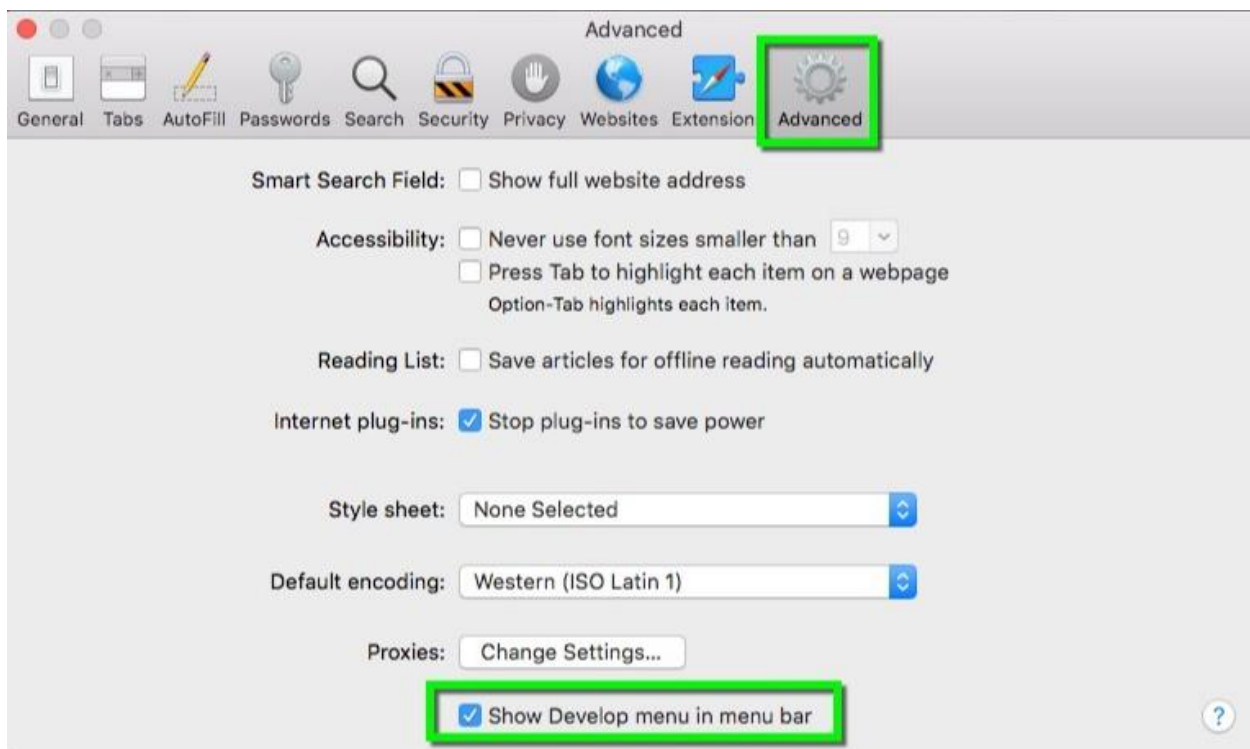 Advanced
General Tabs AutoFill Passwords Search Security Privacy Websites Extension Advanced
Smart Search Field: Show full website address
Accessibility: Never use font sizes smaller than 9
Press Tab to highlight each item on a webpage
Option-Tab highlights each item.
Reading List: Save articles for offline reading automatically
Internet plug-ins: Stop plug-ins to save power
Style sheet: None Selected
Default encoding: Western (ISO Latin 1)
Proxies: Change Settings...
Show Develop menu in menu bar
?